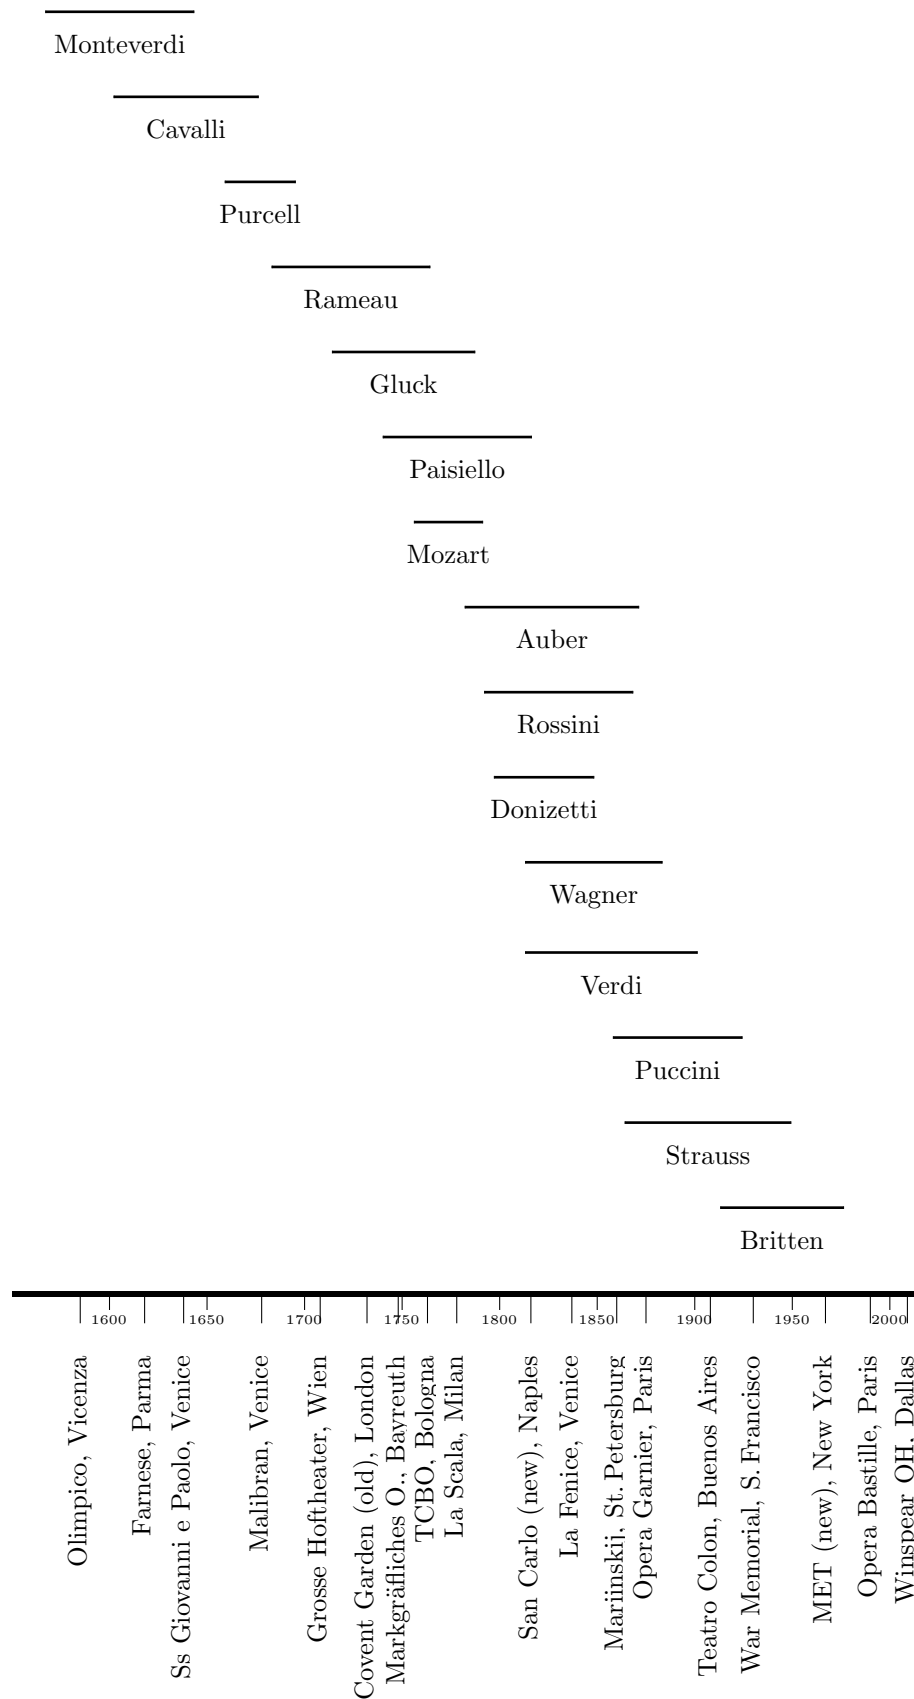 Monteverdi
Cavalli
Purcell
Rameau
Gluck
Paisiello
Mozart
Auber
Rossini
Donizetti
Wagner
Verdi
Puccini
Strauss
Britten
1600 1650 1700 1750 1800 1850 1900 1950 2000
Olimpico, Vicenza
Farnese, Parma
Ss Giovanni e Paolo, Venice
Malibran, Venice
Grosse Hoftheater, Wien
Covent Garden (old), London
Markgräfliches O., Bayreuth
TCBO, Bologna
La Scala, Milan
San Carlo (new), Naples
La Fenice, Venice
Mariinskij, St. Petersburg
Opera Garnier, Paris
Teatro Colon, Buenos Aires
War Memorial, S. Francisco
MET (new), New York
Opera Bastille, Paris
Winspear OH, Dallas